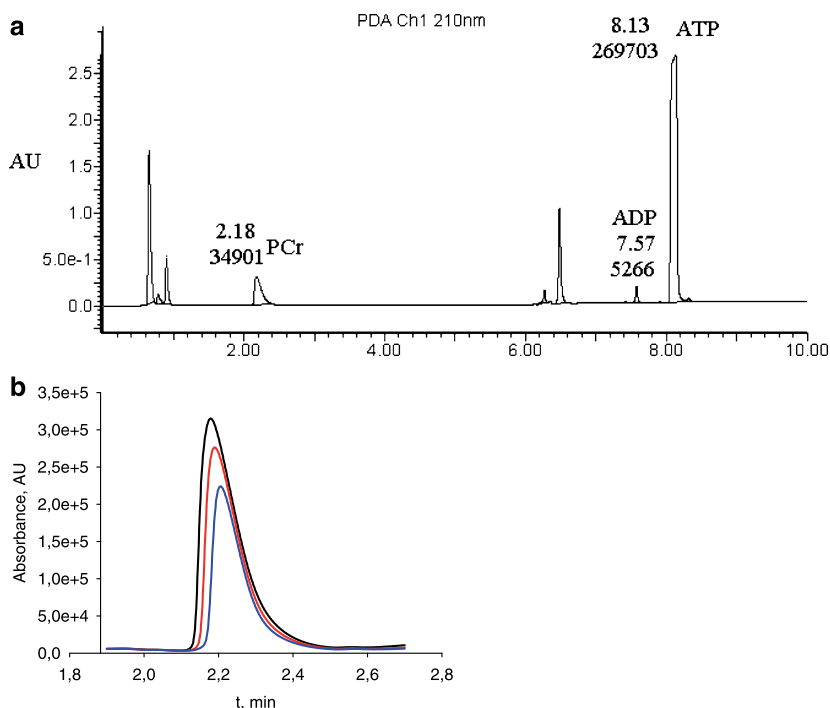 a
PDA Ch1 210nm
8.13
269703
ATP
AU
2.5
2.0
1.5
1.0
5.0e-1
0.0
2.18
34901
PCr
ADP
7.57
5266
2.00
4.00
6.00
8.00
10.00
b
Absorbance, AU
3,5e+5
3,0e+5
2,5e+5
2,0e+5
1,5e+5
1,0e+5
5,0e+4
0,0
1,8
2,0
2,2
2,4
2,6
2,8
t. min